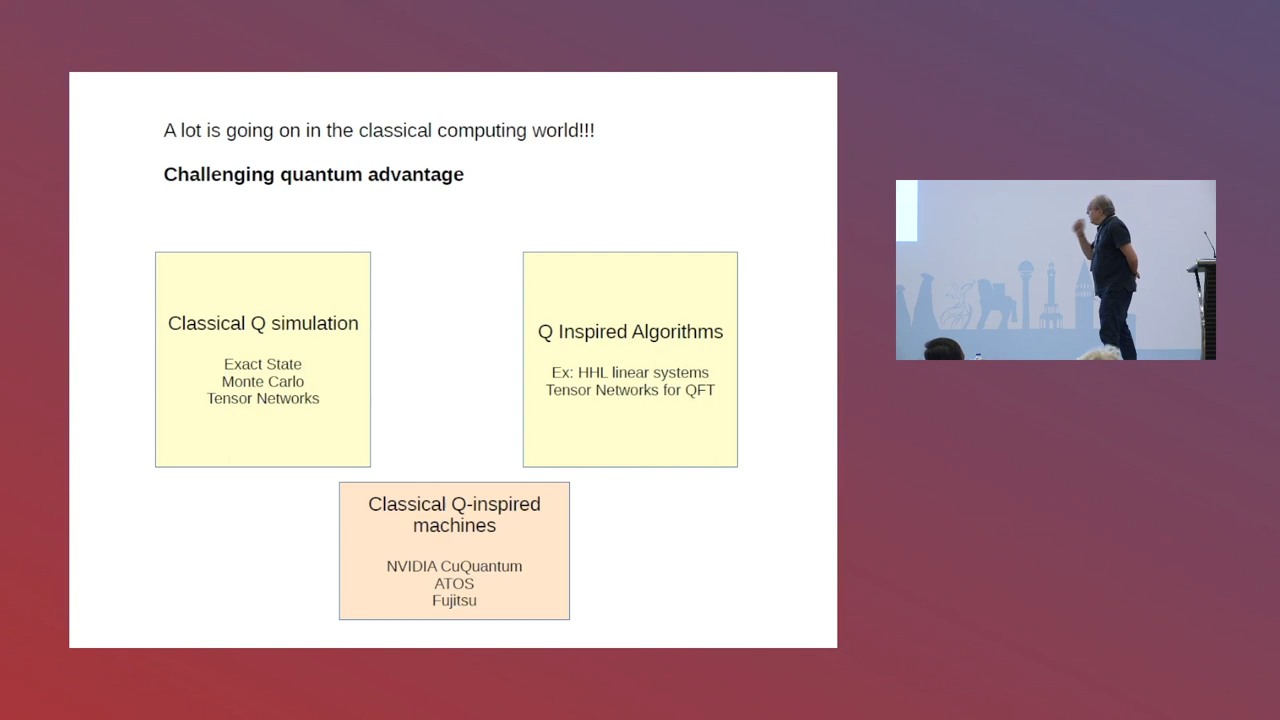 A lot is going on in the classical computing world!!!
Challenging quantum advantage
Classical Q simulation
Exact State
Monte Carlo
Tensor Networks
Q Inspired Algorithms
Ex: HHL linear systems
Tensor Networks for QFT
Classical Q-inspired
machines
NVIDIA CuQuantum
ATOS
Fujitsu